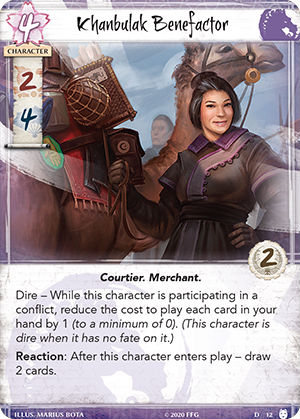 4
Khanbulak Benefactor
CHARACTER
2
4
2
Courtier. Merchant.
Dire – While this character is participating in a
conflict, reduce the cost to play each card in your
hand by 1 (to a minimum of 0). (This character is
dire when it has no fate on it.)
Reaction: After this character enters play – draw
2 cards.
ILLUS. MARIUS BOTA © 2020 FFG D 12